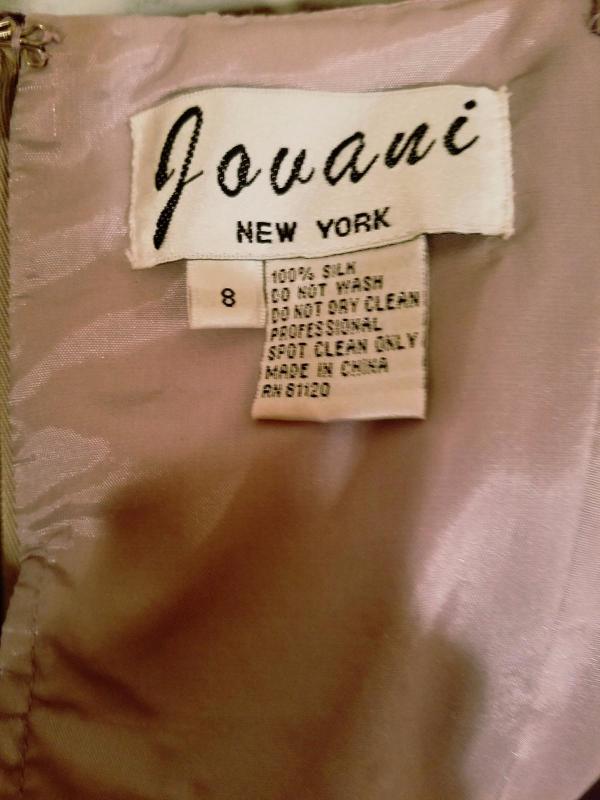 Jovani
NEW YORK
8
100% SILK
DO NOT WASH
DO NOT DRY CLEAN
PROFESSIONAL
SPOT CLEAN ONLY
MADE IN CHINA
RN 81120